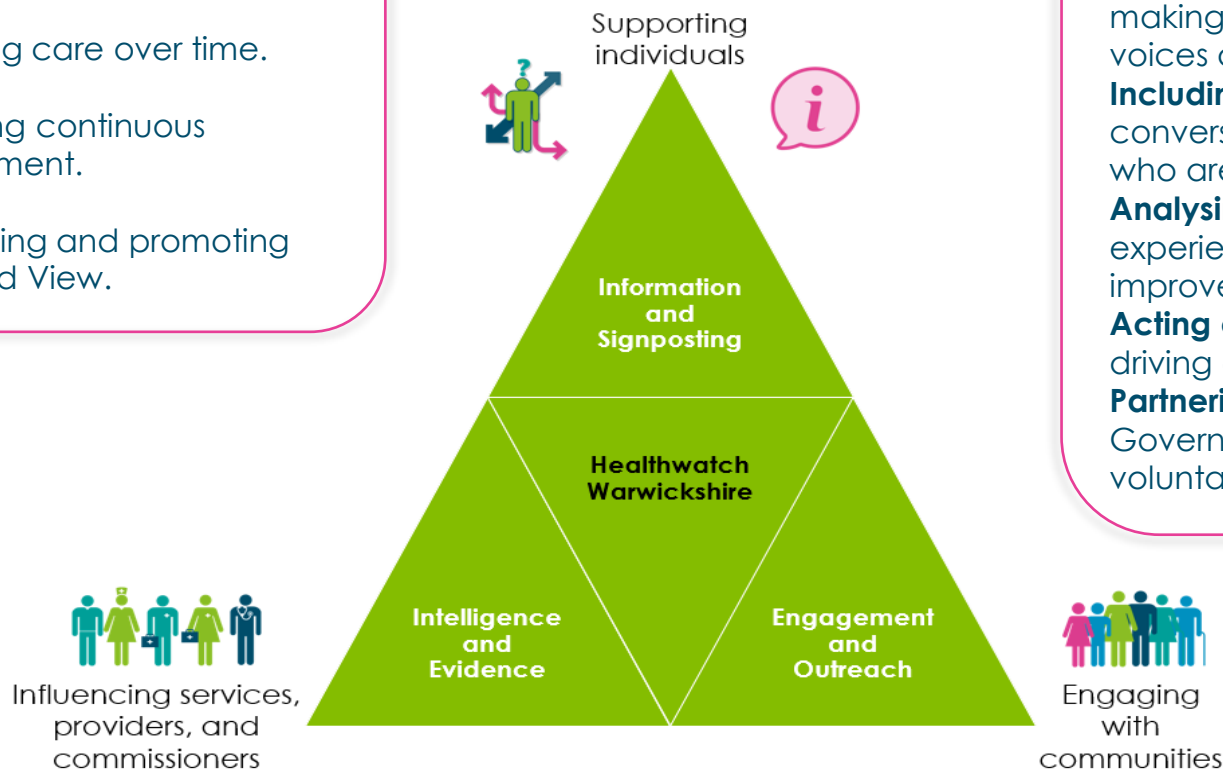 g care over time.
ng continuous
ment.
ing and promoting
d View.
Supporting
individuals
?
i
making
voices
Includin
convers
who are
Analysi
experie
improve
Acting
driving
Partneri
Govern
volunta
Information
and
Signposting
Healthwatch
Warwickshire
Intelligence
and
Evidence
Engagement
and
Outreach
Influencing services,
providers, and
commissioners
Engaging
with
communities